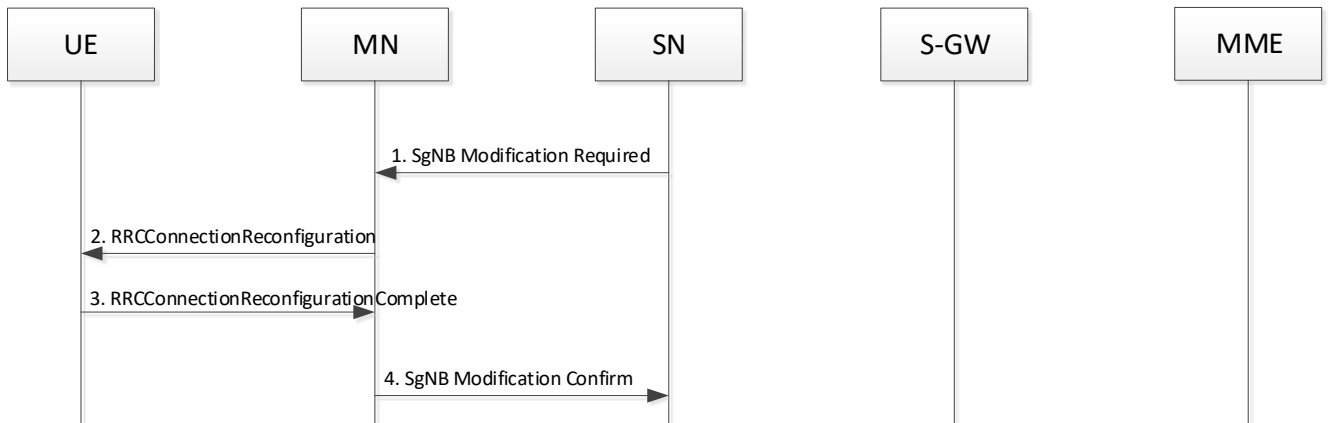 UE
MN
SN
S-GW
MME
1. SgNB Modification Required
2. RRCConnectionReconfiguration
3. RRCConnectionReconfigurationComplete
4. SgNB Modification Confirm